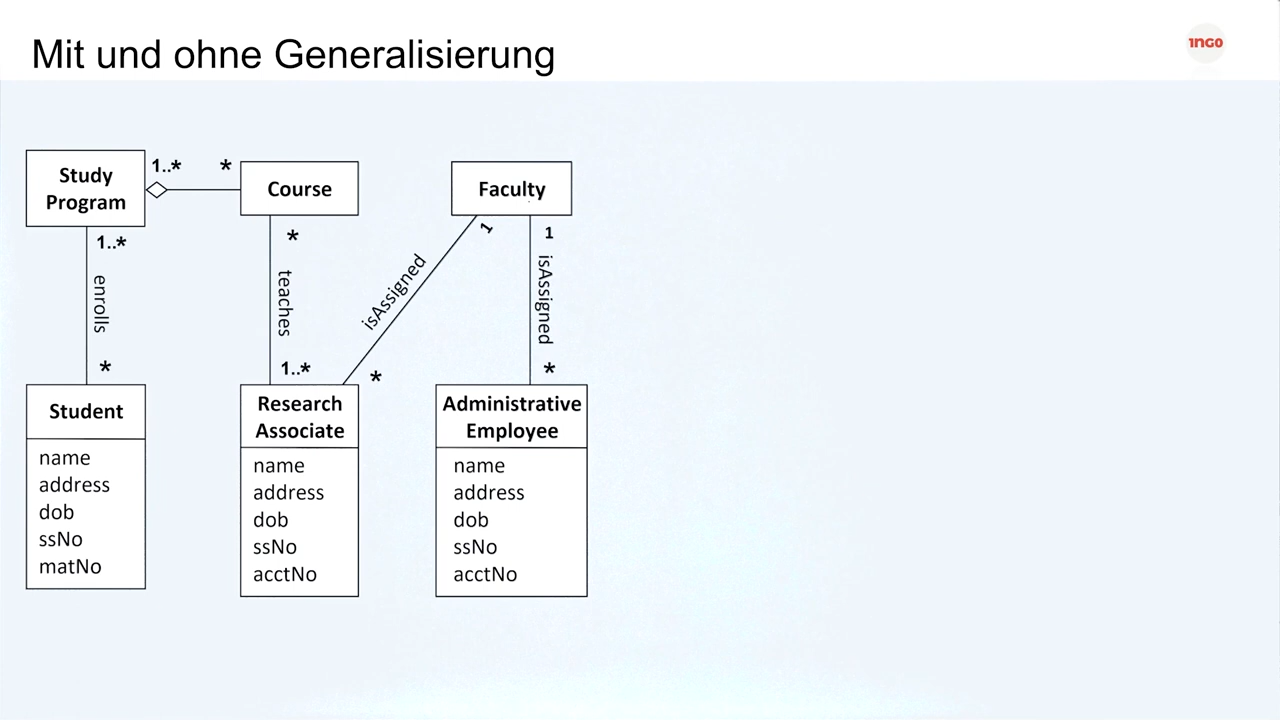 Mit und ohne Generalisierung
1NGO
Study
Program
1..*
*
Course
Faculty
1..*
enrolls
*
*
teaches
1..*
1
isAssigned
*
1
isAssigned
*
Student
name
address
dob
ssNo
matNo
Research
Associate
name
address
dob
ssNo
acctNo
Administrative
Employee
name
address
dob
ssNo
acctNo